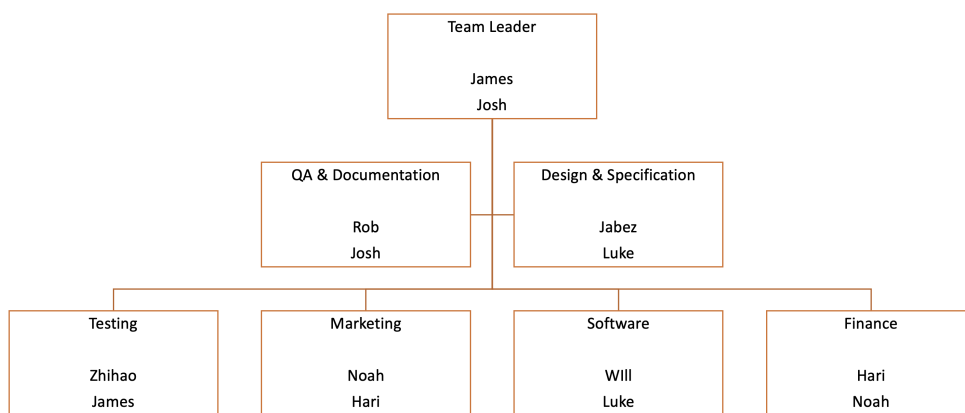 Team Leader
James
Josh
QA & Documentation
Rob
Josh
Design & Specification
Jabez
Luke
Testing
Zhihao
James
Marketing
Noah
Hari
Software
WIll
Luke
Finance
Hari
Noah